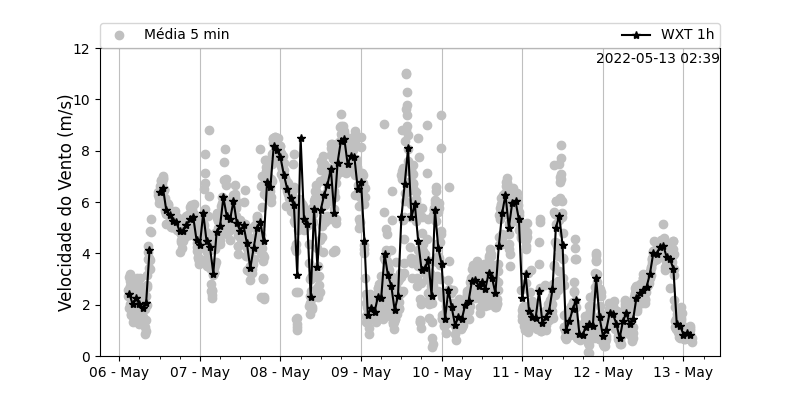 Média 5 min
WXT 1h
2022-05-13 02:39
Velocidade do Vento (m/s)
12
10
8
6
4
2
0
06 - May 07 - May 08 - May 09 - May 10 - May 11 - May 12 - May 13 - May